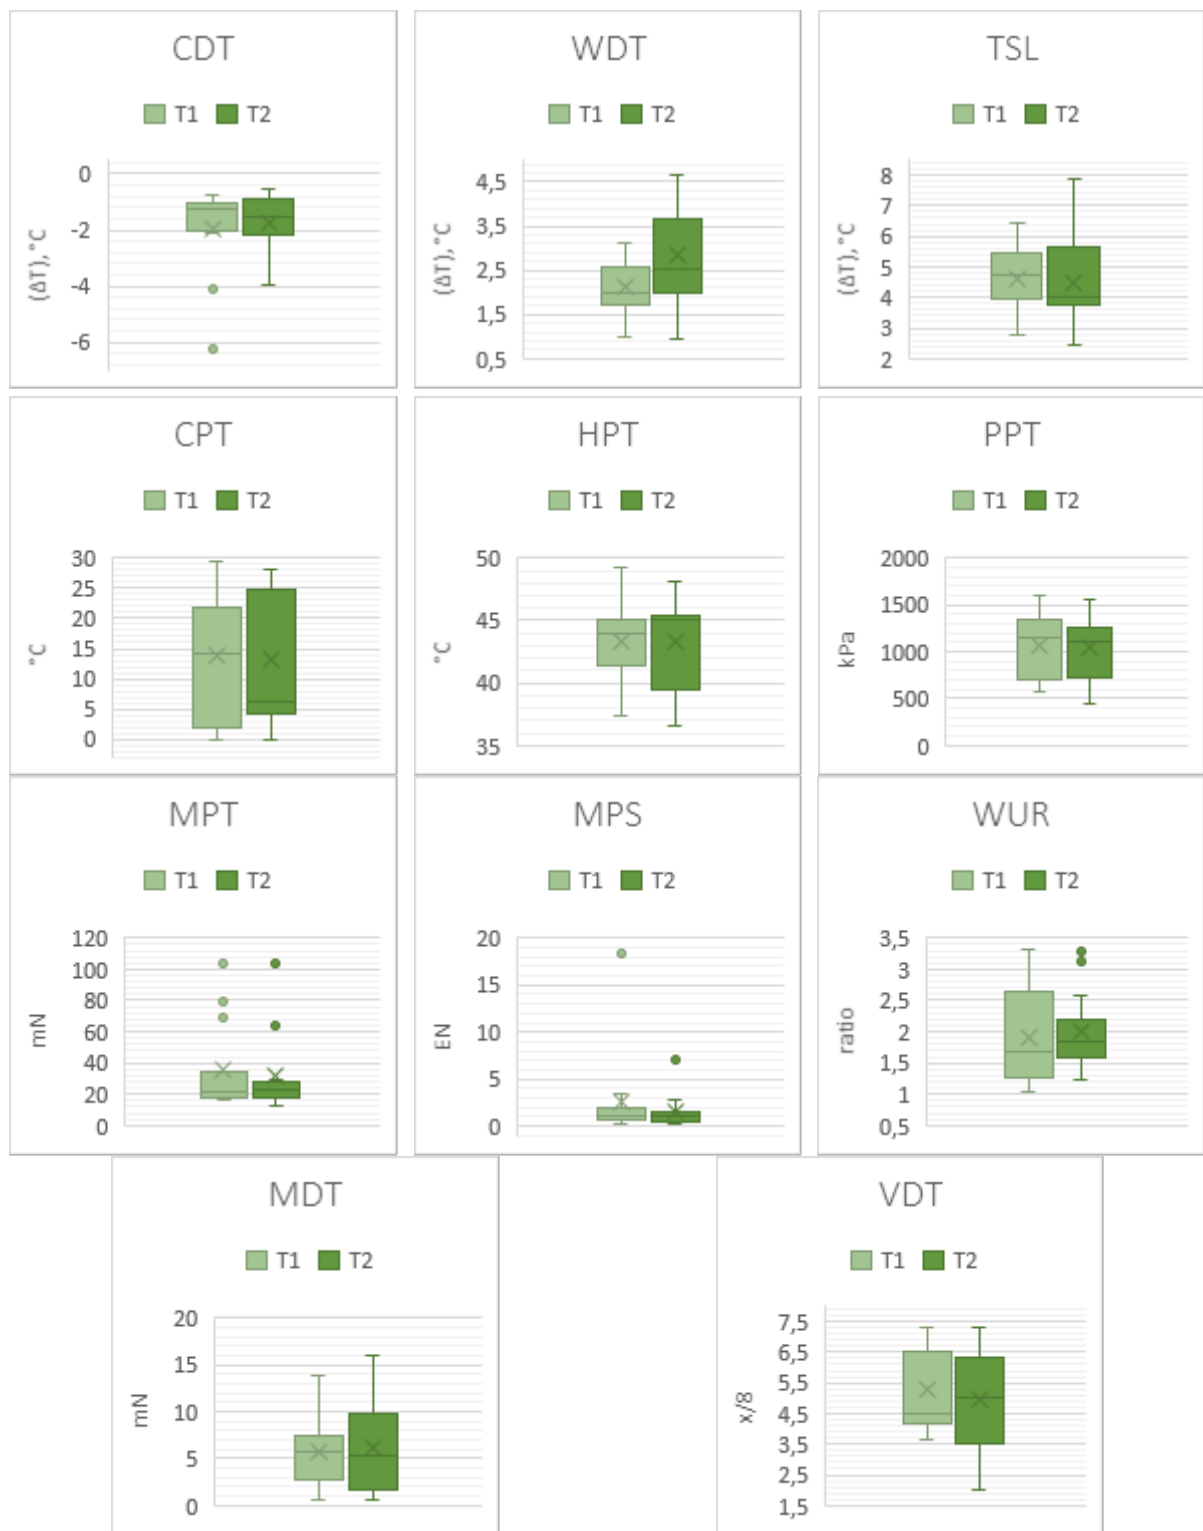 CDT
T1 T2
(ΔT), °C
0
-2
-4
-6
WDT
T1 T2
(ΔT), °C
4,5
3,5
2,5
1,5
0,5
TSL
T1 T2
(ΔT), °C
8
7
6
5
4
3
2
CPT
T1 T2
°C
30
25
20
15
10
5
0
HPT
T1 T2
°C
50
45
40
35
PPT
T1 T2
kPa
2000
1500
1000
500
0
MPT
T1 T2
mN
120
100
80
60
40
20
0
MPS
T1 T2
EN
20
15
10
5
0
WUR
T1 T2
ratio
3,5
3
2,5
2
1,5
1
0,5
MDT
T1 T2
mN
20
15
10
5
0
VDT
T1 T2
x/8
7,5
6,5
5,5
4,5
3,5
2,5
1,5